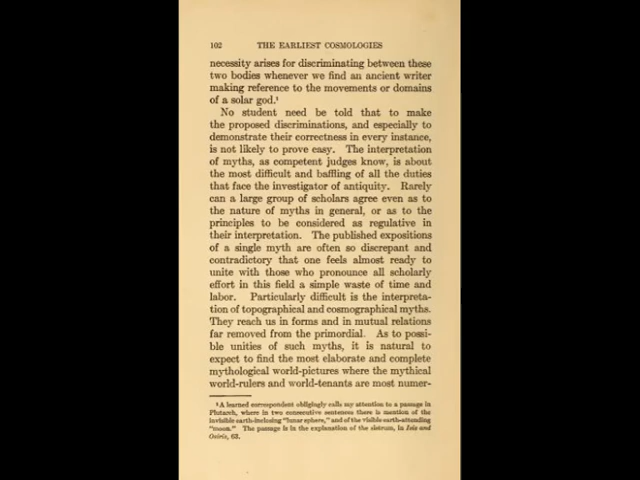 102 THE EARLIEST COSMOLOGIES
necessity arises for discriminating between these
two bodies whenever we find an ancient writer
making reference to the movements or domains
of a solar god.¹
No student need be told that to make
the proposed discriminations, and especially to
demonstrate their correctness in every instance,
is not likely to prove easy. The interpretation
of myths, as competent judges know, is about
the most difficult and baffling of all the duties
that face the investigator of antiquity. Rarely
can a large group of scholars agree even as to
the nature of myths in general, or as to the
principles to be considered as regulative in
their interpretation. The published expositions
of a single myth are often so discrepant and
contradictory that one feels almost ready to
unite with those who pronounce all scholarly
effort in this field a simple waste of time and
labor. Particularly difficult is the interpreta-
tion of topographical and cosmographical myths.
They reach us in forms and in mutual relations
far removed from the primordial. As to possi-
ble unities of such myths, it is natural to
expect to find the most elaborate and complete
mythological world-pictures where the mythical
world-rulers and world-tenants are most numer-
¹A learned correspondent obligingly calls my attention to a passage in
Plutarch, where in two consecutive sentences there is mention of the
invisible earth-inclosing "lunar sphere," and of the visible earth-attending
"moon." The passage is in the explanation of the sistrum, in Isis and
Osiris, 63.